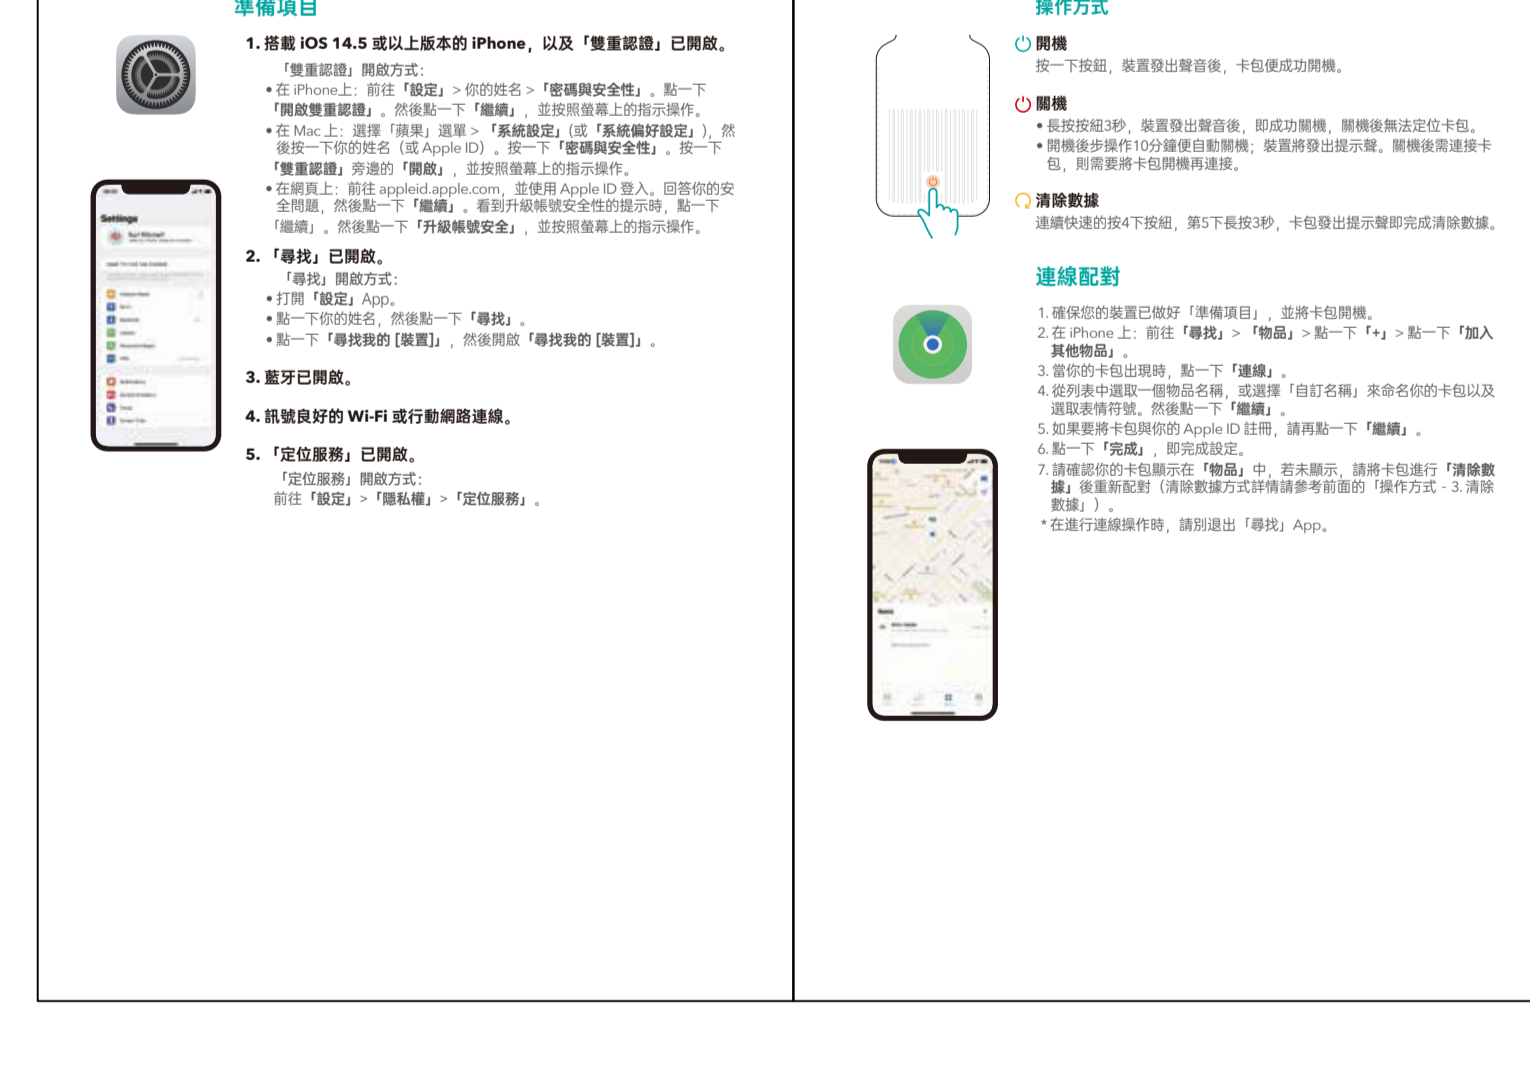 準備項目
1. 搭載 iOS 14.5 或以上版本的 iPhone，以及「雙重認證」已開啟。
「雙重認證」開啟方式：
• 在 iPhone上：前往「設定」> 你的姓名 >「密碼與安全性」。點一下
「開啟雙重認證」。然後點一下「繼續」，並按照螢幕上的指示操作。
• 在 Mac 上：選擇「蘋果」選單 > 「系統設定」（或「系統偏好設定」），然
後按一下你的姓名（或 Apple ID）。按一下「密碼與安全性」。按一下
「雙重認證」旁邊的「開啟」，並按照螢幕上的指示操作。
• 在網頁上：前往 appleid.apple.com，並使用 Apple ID 登入。回答你的安
全問題，然後點一下「繼續」。看到升級帳號安全性的提示時，點一下
「繼續」。然後點一下「升級帳號安全」，並按照螢幕上的指示操作。
2. 「尋找」已開啟。
「尋找」開啟方式：
• 打開「設定」App。
• 點一下你的姓名，然後點一下「尋找」。
• 點一下「尋找我的 [裝置]」，然後開啟「尋找我的 [裝置]」。
3. 藍牙已開啟。
4. 訊號良好的 Wi-Fi 或行動網路連線。
5. 「定位服務」已開啟。
「定位服務」開啟方式：
前往「設定」>「隱私權」>「定位服務」。
Settings
操作方式
開機
按一下按鈕，裝置發出聲音後，卡包便成功開機。
關機
• 長按按鈕3秒，裝置發出聲音後，即成功關機，關機後無法定位卡包。
• 開機後步操作10分鐘便自動關機；裝置將發出提示聲。關機後需連接卡
包，則需要將卡包開機再連接。
清除數據
連續快速的按4下按鈕，第5下長按3秒，卡包發出提示聲即完成清除數據。
連線配對
1. 確保您的裝置已做好「準備項目」，並將卡包開機。
2. 在 iPhone 上：前往「尋找」> 「物品」> 點一下「+」> 點一下「加入
其他物品」。
3. 當你的卡包出現時，點一下「連線」。
4. 從列表中選取一個物品名稱，或選擇「自訂名稱」來命名你的卡包以及
選取表情符號。然後點一下「繼續」。
5. 如果要將卡包與你的 Apple ID 註冊，請再點一下「繼續」。
6. 點一下「完成」，即完成設定。
7. 請確認你的卡包顯示在「物品」中，若未顯示，請將卡包進行「清除數
據」後重新配對（清除數據方式詳情請參考前面的「操作方式 - 3. 清除
數據」）。
* 在進行連線操作時，請別退出「尋找」App。